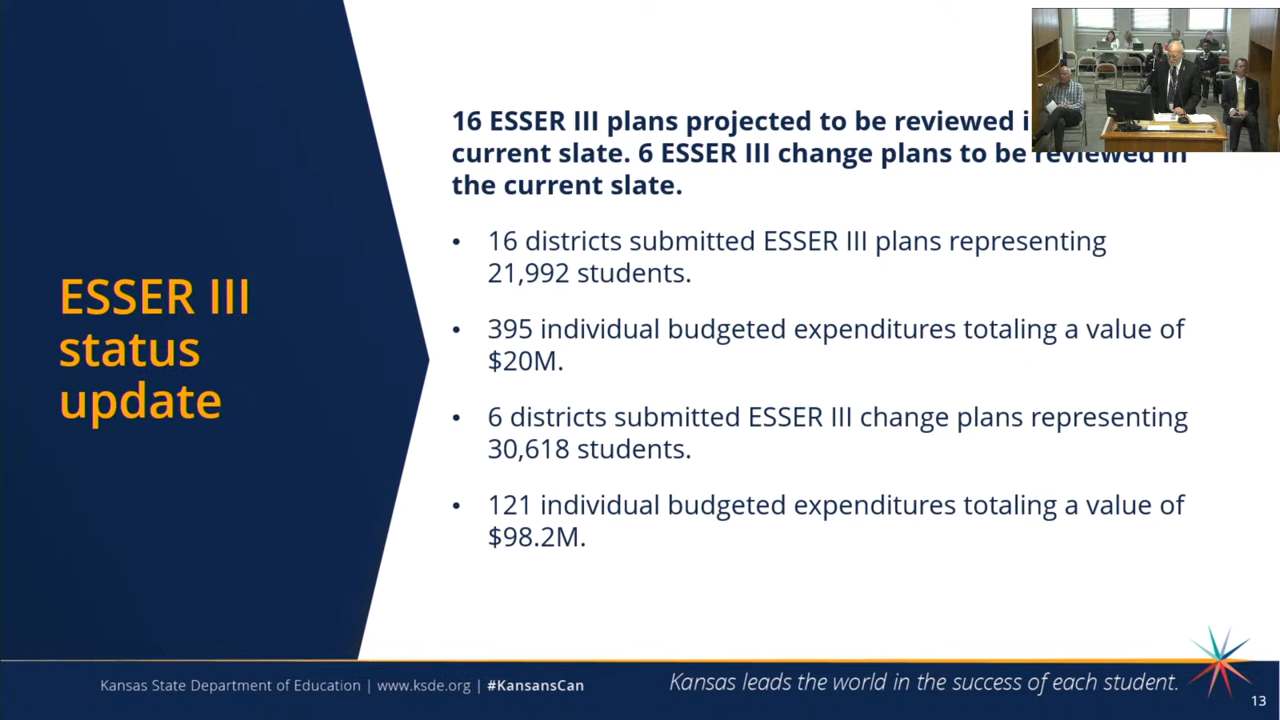 ESSER III
status
update
16 ESSER III plans projected to be reviewed
current slate. 6 ESSER III change plans to be reviewed in
the current slate.
• 16 districts submitted ESSER III plans representing
21,992 students.
• 395 individual budgeted expenditures totaling a value of
$20M.
• 6 districts submitted ESSER III change plans representing
30,618 students.
• 121 individual budgeted expenditures totaling a value of
$98.2M.
Kansas State Department of Education | www.ksde.org | #KansansCan
Kansas leads the world in the success of each student.
13